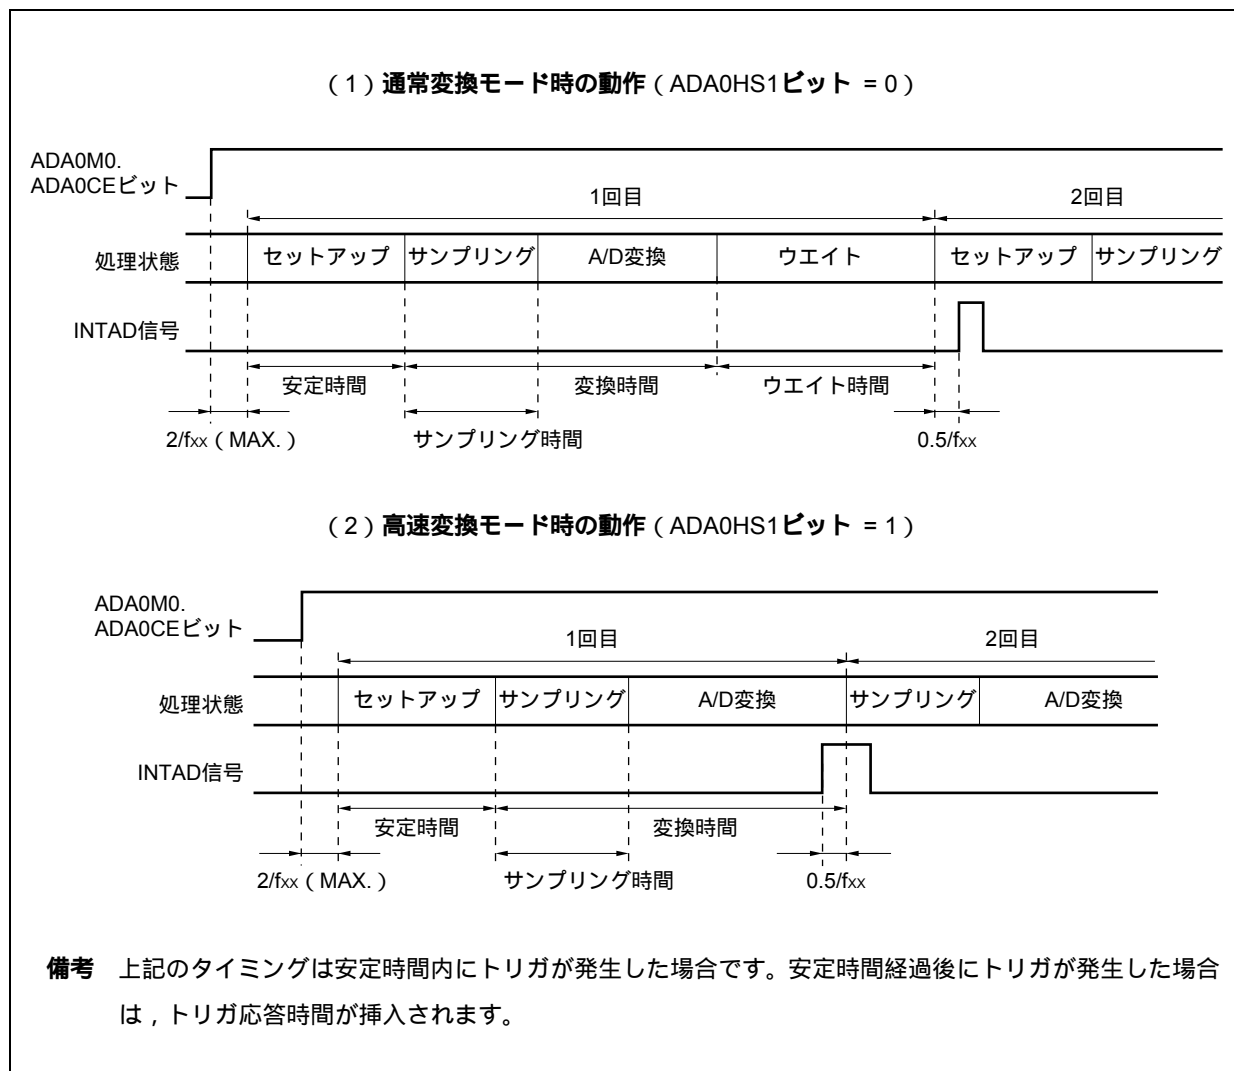 (1)通常変換モード時の動作(ADA0HS1ビット = 0)
ADA0M0.
ADA0CEビット
1回目 2回目
処理状態 セットアップ サンプリング A/D変換 ウエイト セットアップ サンプリング
INTAD信号
安定時間 変換時間 ウエイト時間
2/fxx(MAX.) サンプリング時間 0.5/fxx
(2)高速変換モード時の動作(ADA0HS1ビット = 1)
ADA0M0.
ADA0CEビット
1回目 2回目
処理状態 セットアップ サンプリング A/D変換 サンプリング A/D変換
INTAD信号
安定時間 変換時間
2/fxx(MAX.) サンプリング時間 0.5/fxx
備考 上記のタイミングは安定時間内にトリガが発生した場合です。安定時間経過後にトリガが発生した場合
は,トリガ応答時間が挿入されます。